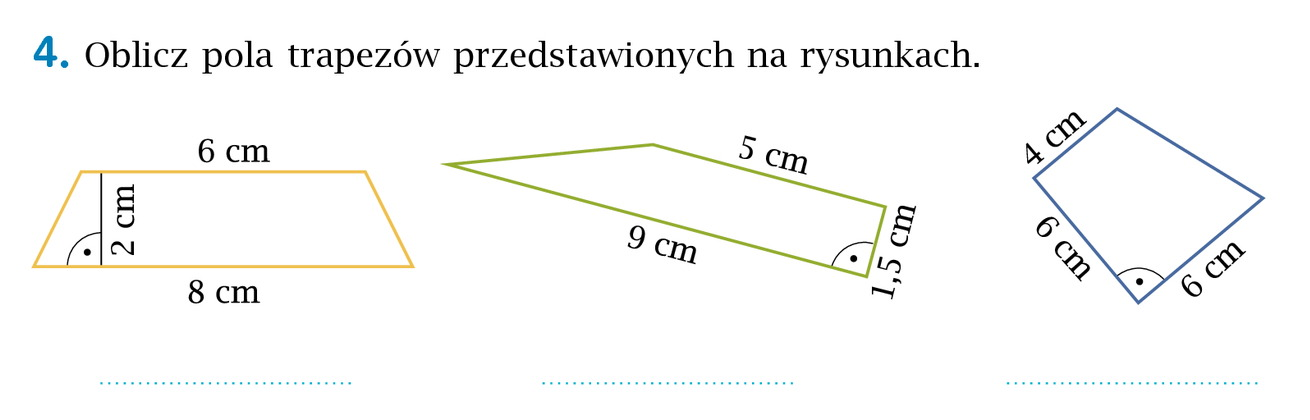 4. Oblicz pola trapezów przedstawionych na rysunkach.
6 cm
2 cm
8 cm
5 cm
9 cm
1,5 cm
4 cm
6 cm
6 cm